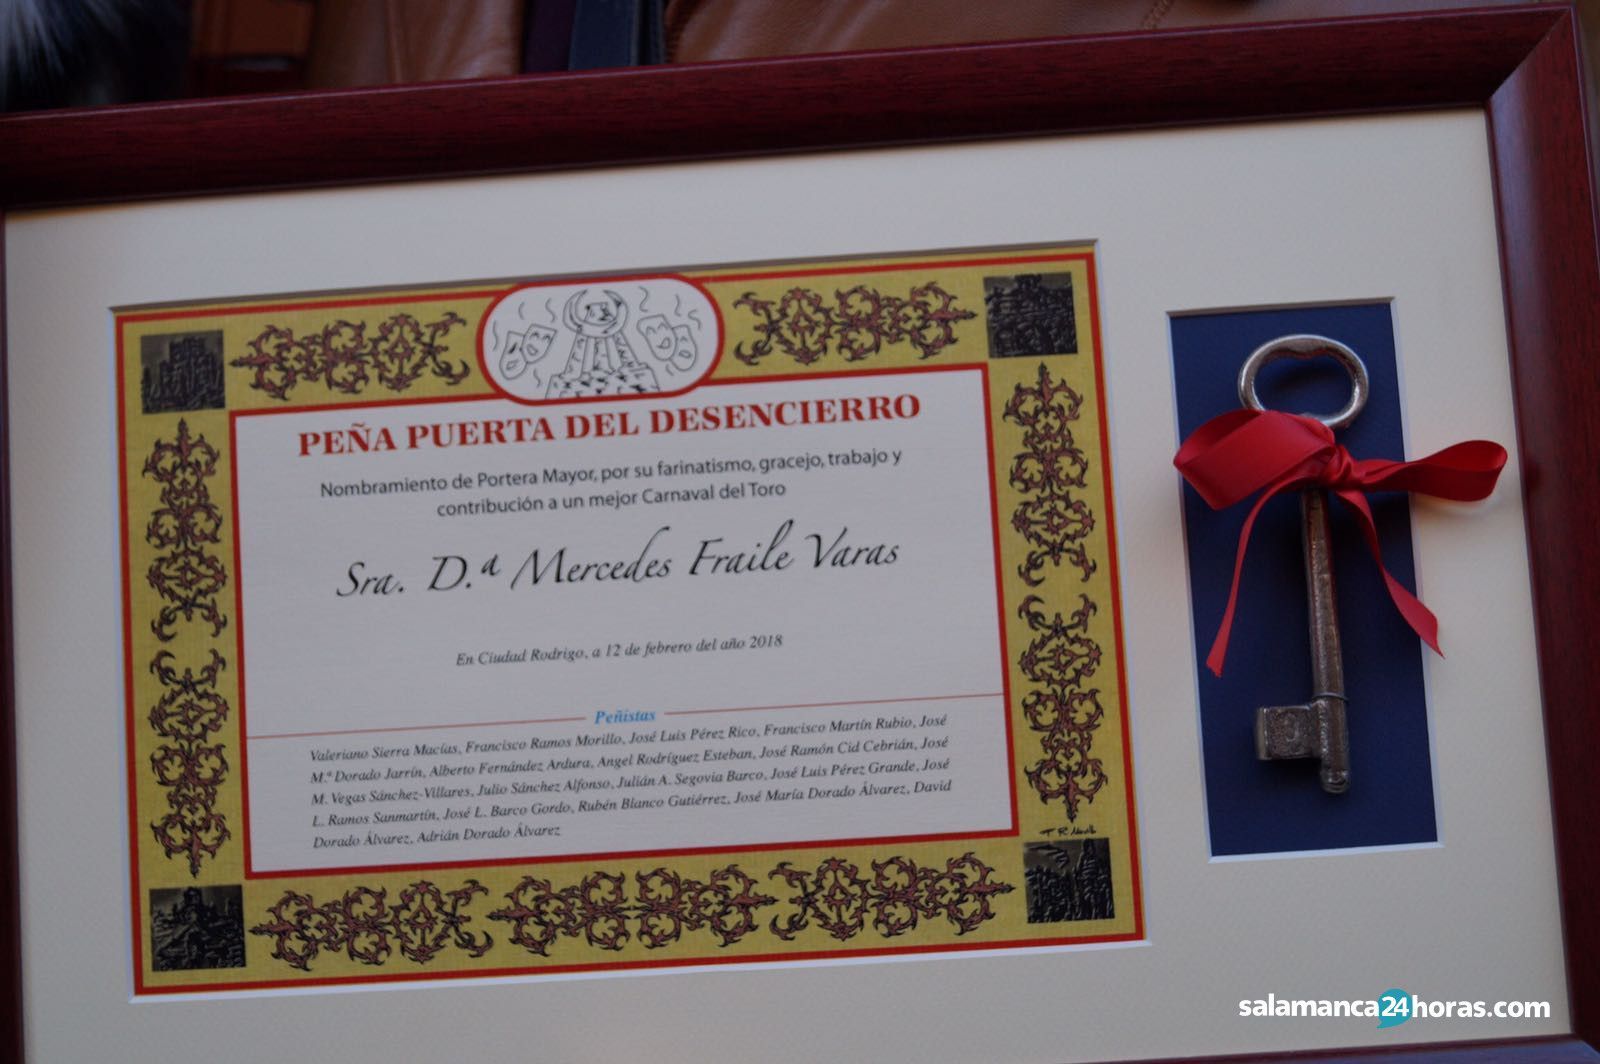 PEÑA PUERTA DEL DESENCIERRO
Nombramiento de Portera Mayor, por su farinatismo, gracejo, trabajo y
contribución a un mejor Carnaval del Toro
Sra. D.ª Mercedes Fraile Varas
En Ciudad Rodrigo, a 12 de febrero del año 2018
Peñistas
Valeriano Sierra Macías, Francisco Ramos Morillo, José Luis Pérez Rico, Francisco Martín Rubio, José
M.ª Dorado Jarrín, Alberto Fernández Ardura, Angel Rodríguez Esteban, José Ramón Cid Cebrián, José
M. Vegas Sánchez-Villares, Julio Sánchez Alfonso, Julián A. Segovia Barco, José Luis Pérez Grande, José
L. Ramos Sanmartín, José L. Barco Gordo, Rubén Blanco Gutiérrez, José María Dorado Álvarez, David
Dorado Álvarez, Adrián Dorado Álvarez
salamanca24horas.com